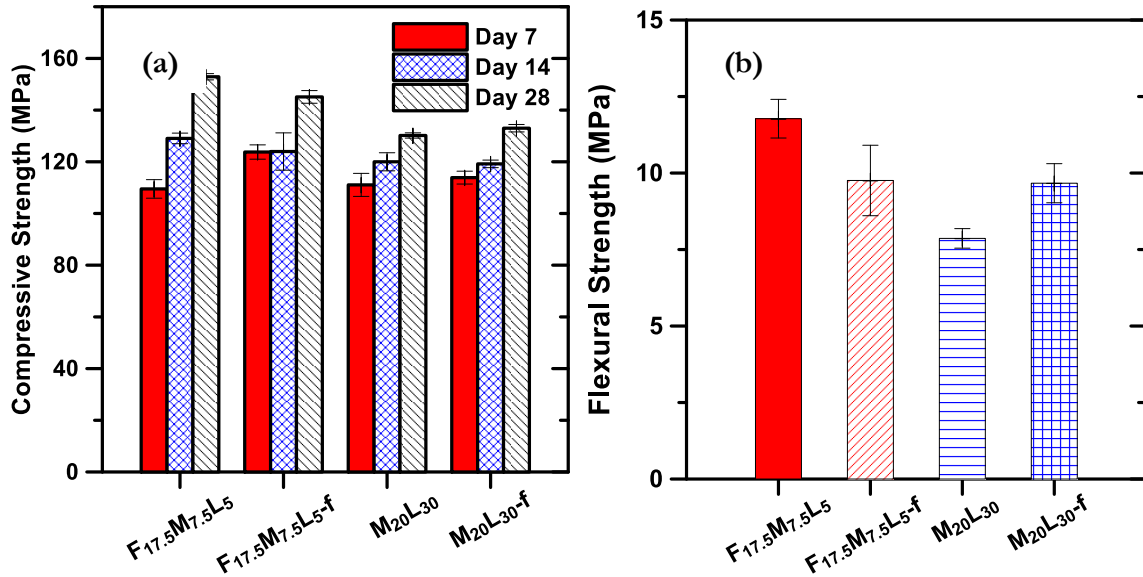 Compressive Strength (MPa)
160
120
80
40
0
(a)
Day 7
Day 14
Day 28
F17.5M7.5L5
F17.5M7.5L5-f
M20L30
M20L30-f
Flexural Strength (MPa)
15
10
5
0
(b)
F17.5M7.5L5
F17.5M7.5L5-f
M20L30
M20L30-f